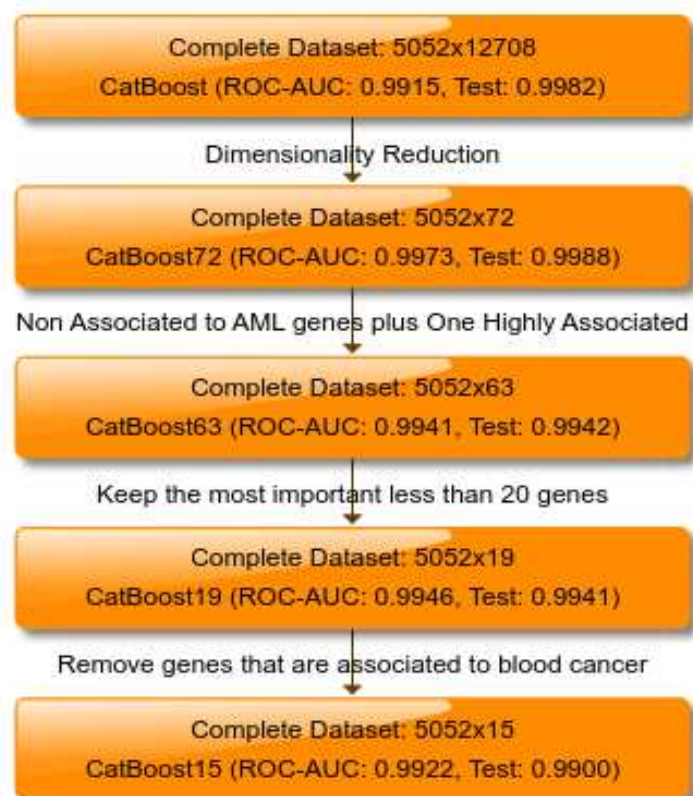 Complete Dataset: 5052x12708
CatBoost (ROC-AUC: 0.9915, Test: 0.9982)
Dimensionality Reduction
Complete Dataset: 5052x72
CatBoost72 (ROC-AUC: 0.9973, Test: 0.9988)
Non Associated to AML genes plus One Highly Associated
Complete Dataset: 5052x63
CatBoost63 (ROC-AUC: 0.9941, Test: 0.9942)
Keep the most important less than 20 genes
Complete Dataset: 5052x19
CatBoost19 (ROC-AUC: 0.9946, Test: 0.9941)
Remove genes that are associated to blood cancer
Complete Dataset: 5052x15
CatBoost15 (ROC-AUC: 0.9922, Test: 0.9900)